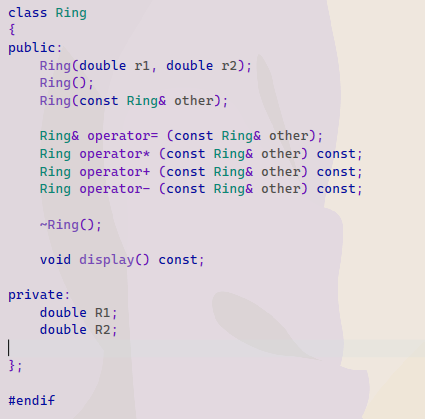 class Ring
{
public:
    Ring(double r1, double r2);
    Ring();
    Ring(const Ring& other);

    Ring& operator= (const Ring& other);
    Ring operator* (const Ring& other) const;
    Ring operator+ (const Ring& other) const;
    Ring operator- (const Ring& other) const;

    ~Ring();

    void display() const;

private:
    double R1;
    double R2;

};

#endif